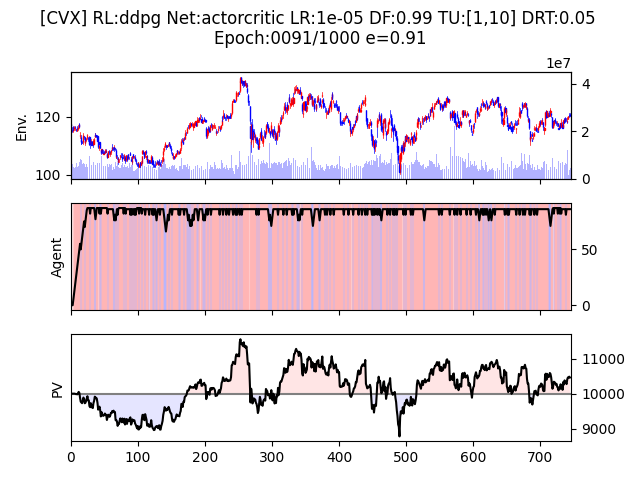 [CVX] RL:ddpg Net:actorcritic LR:1e-05 DF:0.99 TU:[1,10] DRT:0.05
Epoch:0091/1000 e=0.91
1e7
Env.
120
100
4
2
0
Agent
50
0
PV
11000
10000
9000
0 100 200 300 400 500 600 700